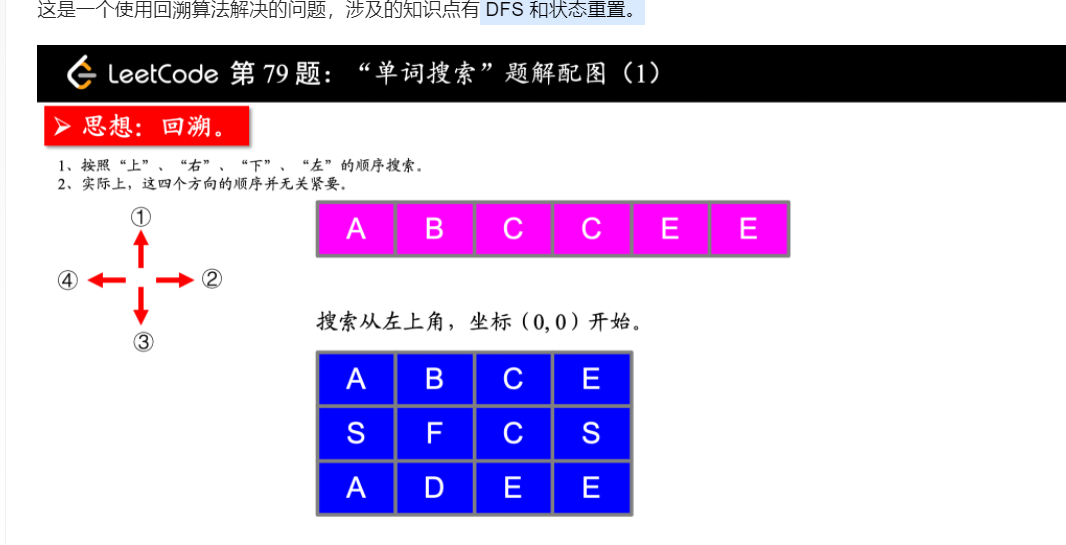 这是一个使用回溯算法解决的问题，涉及的知识点有 DFS 和状态重置。
LeetCode 第 79 题：“单词搜索”题解配图（1）
➢ 思想：回溯。
1、按照“上”、“右”、“下”、“左”的顺序搜索。
2、实际上，这四个方向的顺序并无关紧要。
①
④ ②
③
A B C C E E
搜索从左上角，坐标（0, 0）开始。
A B C E
S F C S
A D E E